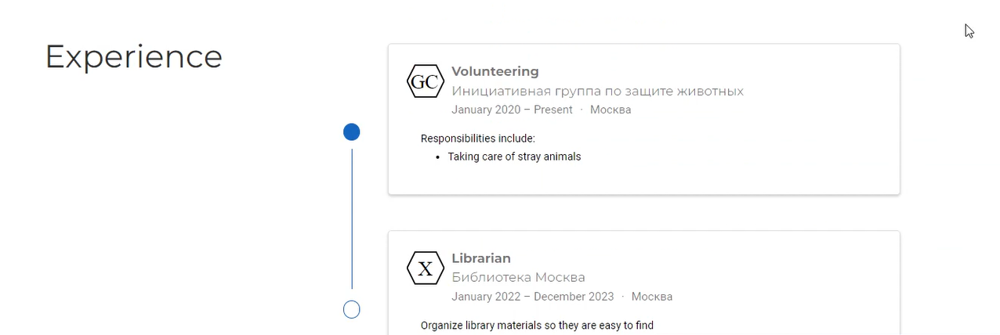 Experience
GC
Volunteering
Инициативная группа по защите животных
January 2020 – Present · Москва
Responsibilities include:
• Taking care of stray animals
X
Librarian
Библиотека Москва
January 2022 – December 2023 · Москва
Organize library materials so they are easy to find